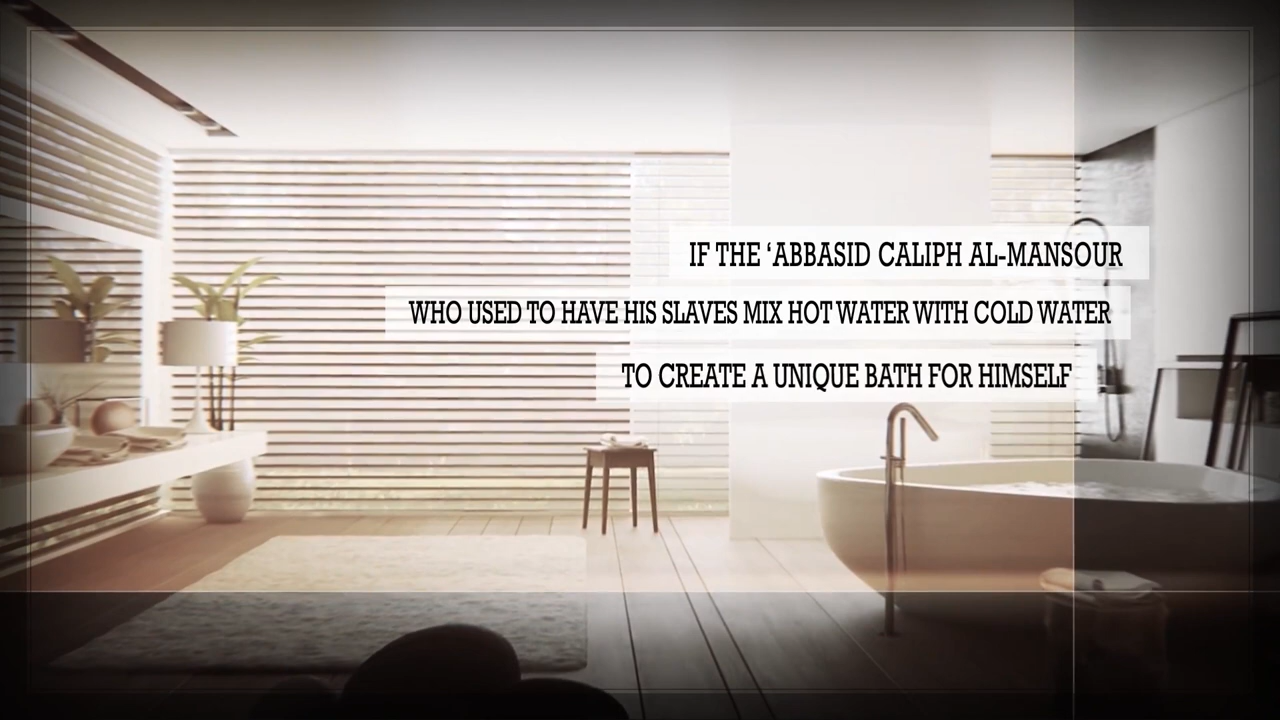 IF THE ‘ABBASID CALIPH AL-MANSOUR
WHO USED TO HAVE HIS SLAVES MIX HOT WATER WITH COLD WATER
TO CREATE A UNIQUE BATH FOR HIMSELF